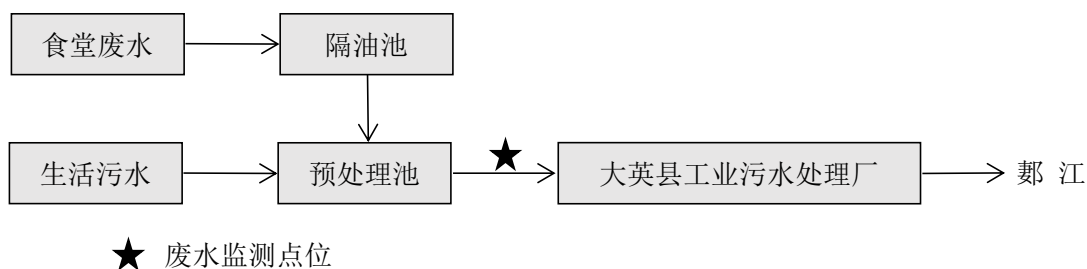 食堂废水 隔油池
生活污水 预处理池 ★ 大英县工业污水处理厂 郪 江
★ 废水监测点位